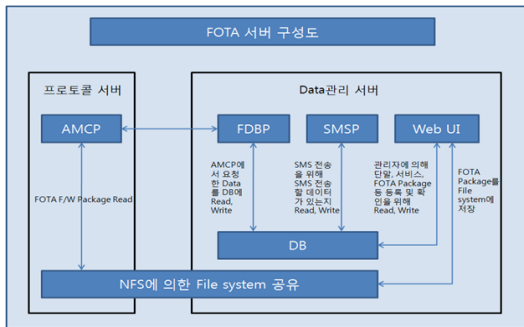 FOTA 서버 구성도
프로토콜 서버
Data관리 서버
AMCP
FDBP
SMSP
Web UI
AMCP에
서 요청
한 Data
를 DB에
Read,
Write
SMS 전송
을 위해
SMS 전송
할 데이터
가 있는지
Read, Write
관리자에 의해
단말, 서비스,
FOTA Package
등 등록 및 확
인을 위해
Read, Write
FOTA
Package를
File
system에
저장
FOTA F/W Package Read
DB
NFS에 의한 File system 공유